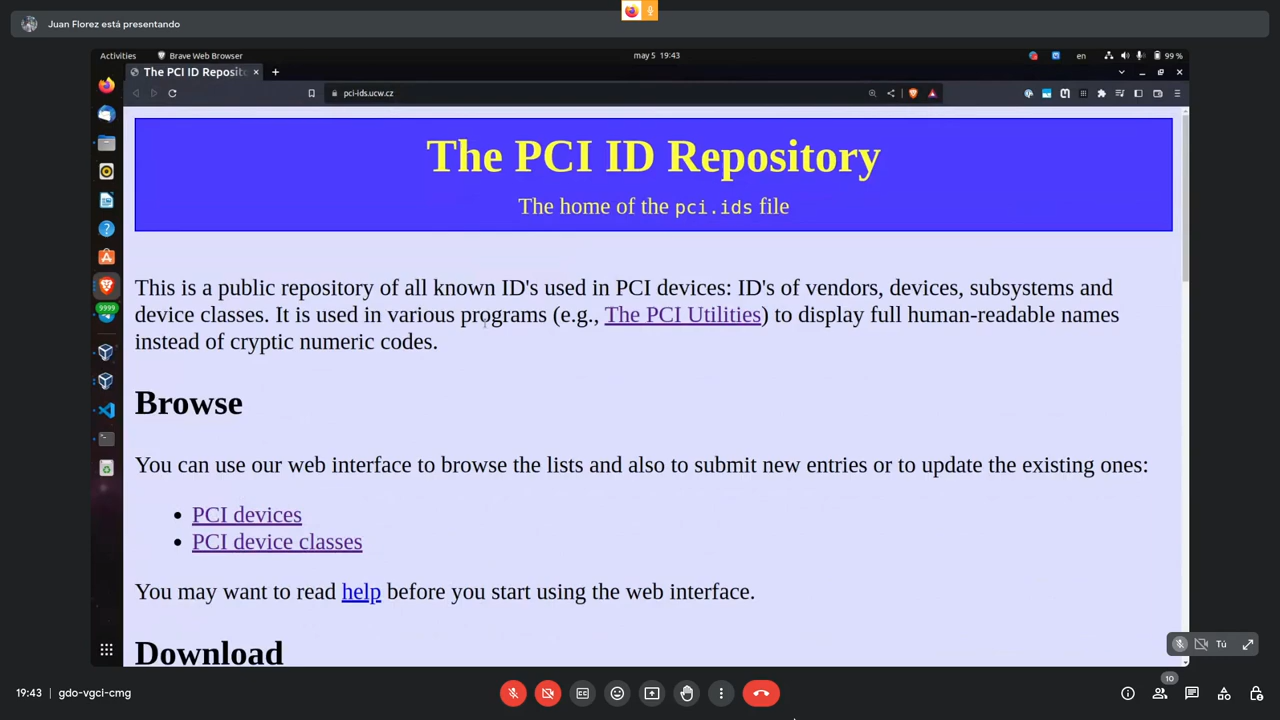 Juan Florez está presentando
Activities
Brave Web Browser
may 5 19:43
en
99 %
The PCI ID Reposito
pci-ids.ucw.cz
The PCI ID Repository
The home of the pci.ids file
This is a public repository of all known ID's used in PCI devices: ID's of vendors, devices, subsystems and
device classes. It is used in various programs (e.g., The PCI Utilities) to display full human-readable names
instead of cryptic numeric codes.
9999
Browse
You can use our web interface to browse the lists and also to submit new entries or to update the existing ones:
PCI devices
PCI device classes
You may want to read help before you start using the web interface.
Download
Tú
19:43
gdo-vgci-cmg
10